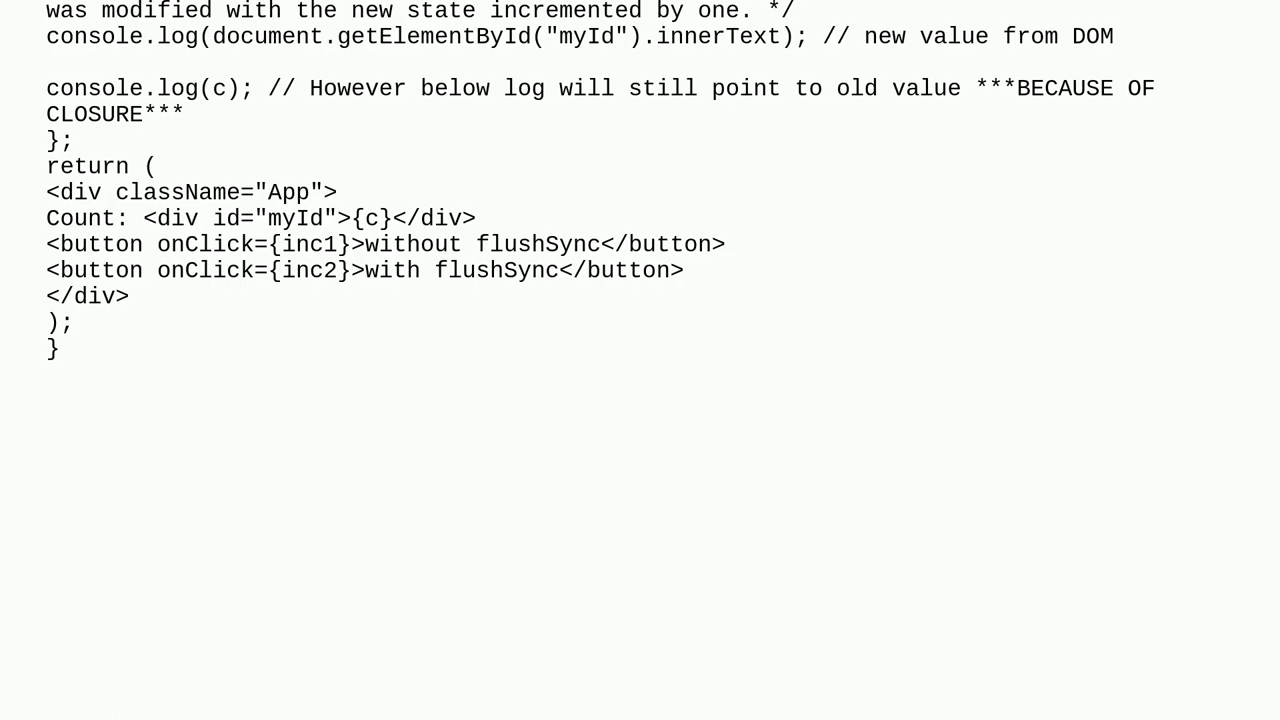 was modified with the new state incremented by one. */
console.log(document.getElementById("myId").innerText); // new value from DOM
console.log(c); // However below log will still point to old value ***BECAUSE OF
CLOSURE***
};
return (
<div className="App">
Count: <div id="myId">{c}</div>
<button onClick={inc1}>without flushSync</button>
<button onClick={inc2}>with flushSync</button>
</div>
);
}